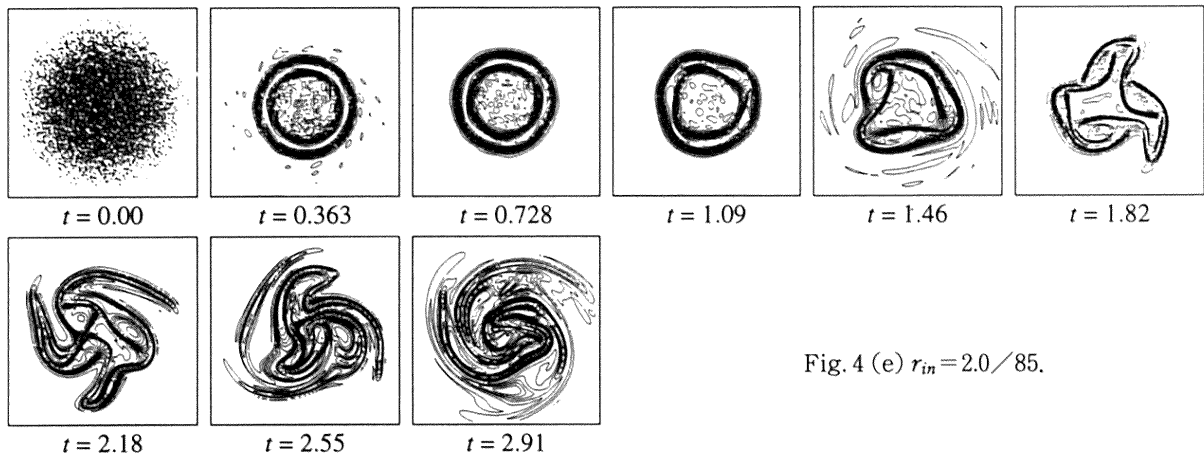 t = 0.00
t = 0.363
t = 0.728
t = 1.09
t = 1.46
t = 1.82
Fig. 4 (e) r_in = 2.0/85.
t = 2.18
t = 2.55
t = 2.91